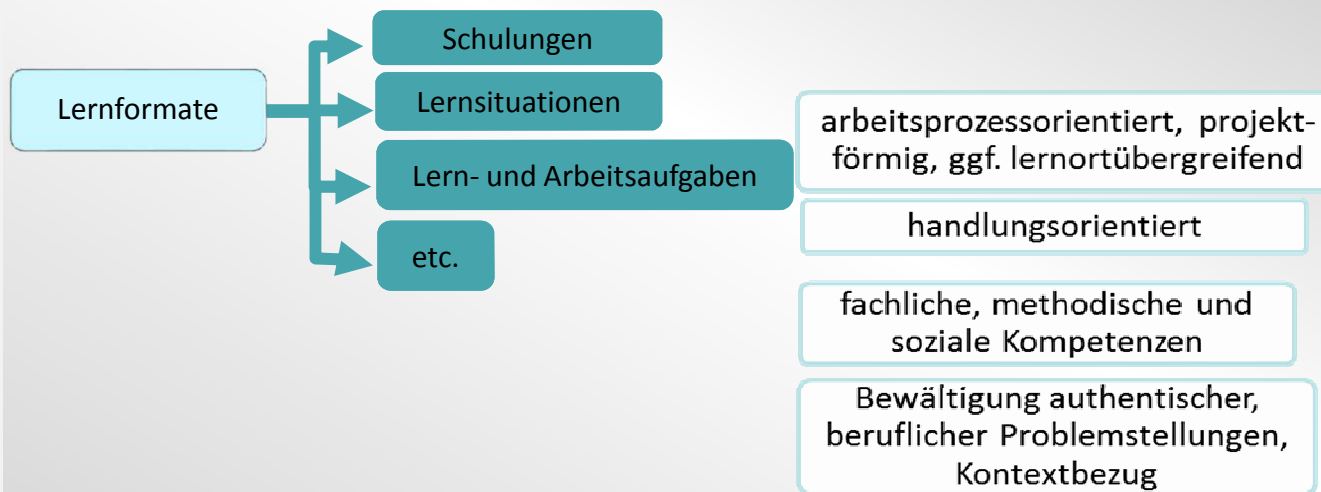 Lernformate
Schulungen
Lernsituationen
Lern- und Arbeitsaufgaben
etc.
arbeitsprozessorientiert, projekt-
förmig, ggf. lernortübergreifend
handlungsorientiert
fachliche, methodische und
soziale Kompetenzen
Bewältigung authentischer,
beruflicher Problemstellungen,
Kontextbezug